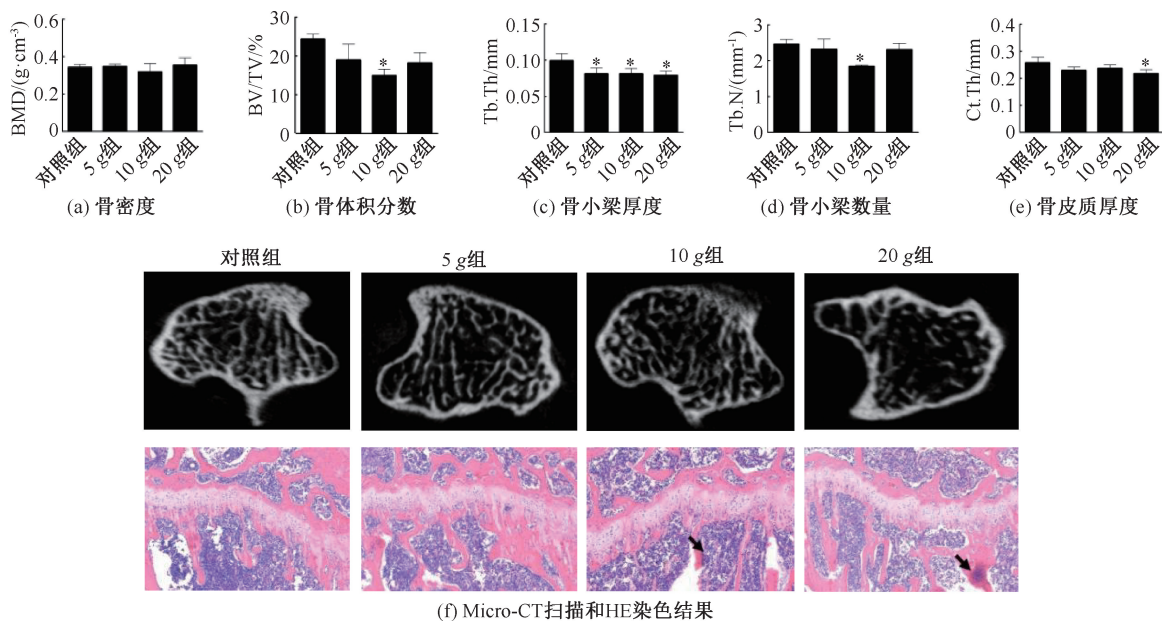 BMD/(g·cm⁻³)
0.6
0.4
0.2
0
对照组
5 g组
10 g组
20 g组
(a) 骨密度
BV/TV/%
30
20
10
0
*
对照组
5 g组
10 g组
20 g组
(b) 骨体积分数
Tb.Th/mm
0.15
0.10
0.05
0
* * *
对照组
5 g组
10 g组
20 g组
(c) 骨小梁厚度
Tb.N/(mm⁻¹)
3
2
1
0
*
对照组
5 g组
10 g组
20 g组
(d) 骨小梁数量
Ct.Th/mm
0.4
0.3
0.2
0.1
0
*
对照组
5 g组
10 g组
20 g组
(e) 骨皮质厚度
对照组 5 g组 10 g组 20 g组
(f) Micro-CT扫描和HE染色结果